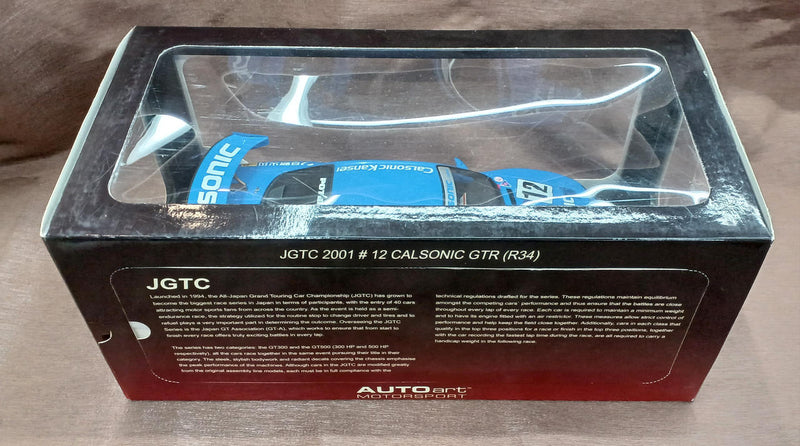 SONIC
Calsonic Kansei
12
JGTC 2001 # 12 CALSONIC GTR (R34)
JGTC
Launched in 1994, the All-Japan Grand Touring Car Championship (JGTC) has grown to
become the biggest race series in Japan in terms of participants, with the entry of 40 cars
attracting motor sports fans from across the country. As the event is held as a semi-
endurance race, the strategy utilized for the routine stop to change driver and tires and to
refuel plays a very important part in determining the outcome. Overseeing the JGTC
Series is the Japan GT Association (GT-A), which works to ensure that from start to
finish every race offers truly exciting battles in every lap.
The series has two categories: the GT300 and the GT500 (300 HP and 500 HP
respectively), all the cars race together in the same event pursuing their title in their
category. The sleek, stylish bodywork and radiant decals covering the chassis emphasise
the peak performance of the machines. Although cars in the JGTC are modified greatly
from the original assembly line models, each must be in full compliance with the
technical regulations drafted for the series. These regulations maintain equilibrium
amongst the competing cars' performance and thus ensure that the battles are close
throughout every lap of every race. Each car is required to maintain a minimum weight
and to have its engine fitted with an air restrictor. These measures allow strict control of
performance and help keep the field close together. Additionally, cars in each class that
qualify in the top three positions for a race or finish in the top three positions, together
with the car recording the fastest lap time during the race, are all required to carry a
handicap weight in the following race.
AUTOart
MOTORSPORT